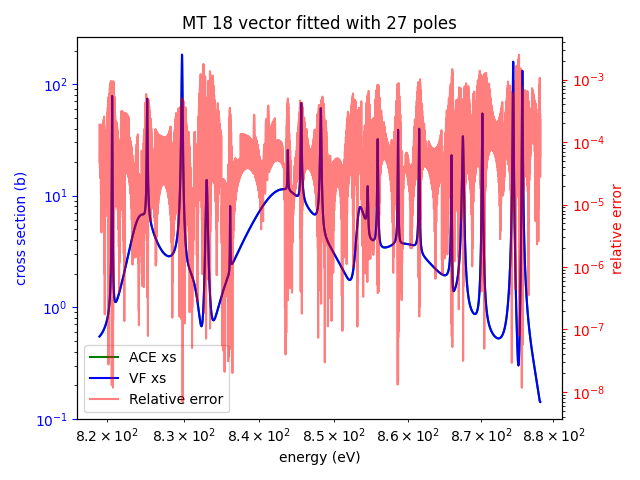 MT 18 vector fitted with 27 poles
cross section (b)
10²
10¹
10⁰
10⁻¹
10⁻³
10⁻⁴
10⁻⁵
10⁻⁶
10⁻⁷
10⁻⁸
relative error
ACE xs
VF xs
Relative error
8.2 × 10² 8.3 × 10² 8.4 × 10² 8.5 × 10² 8.6 × 10² 8.7 × 10² 8.8 × 10²
energy (eV)